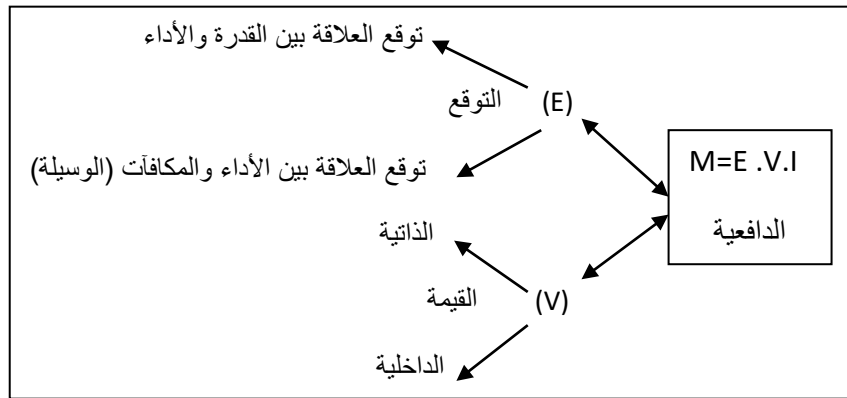 توقع العلاقة بين القدرة والأداء
(E) التوقع
M=E .V.I
توقع العلاقة بين الأداء والمكافآت (الوسيلة)
الدافعية
الذاتية
(V) القيمة
الداخلية